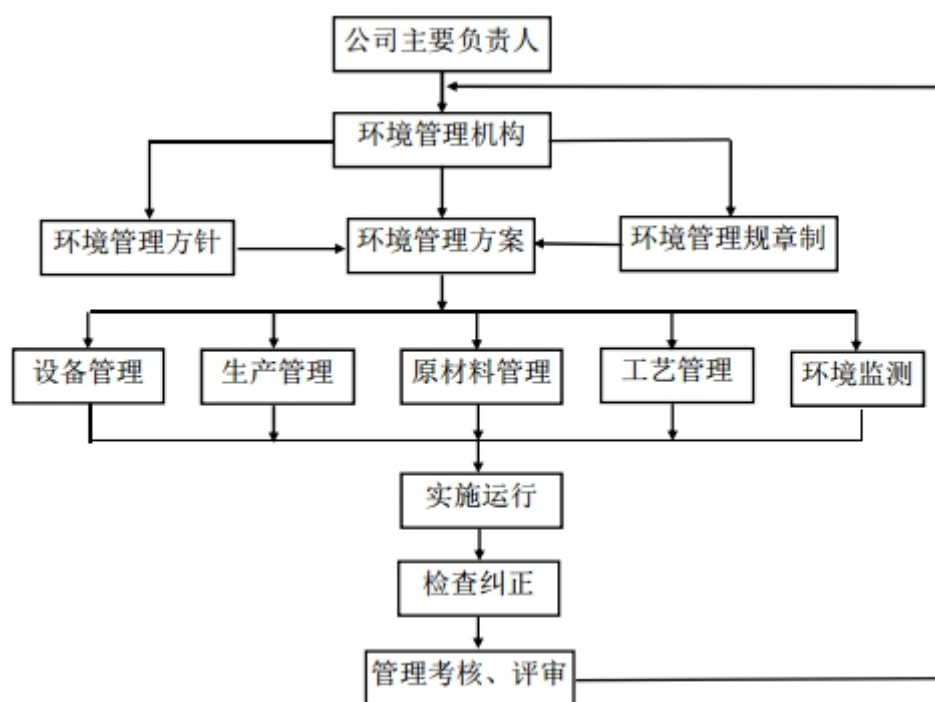 公司主要负责人
环境管理机构
环境管理方针
环境管理方案
环境管理规章制
设备管理
生产管理
原材料管理
工艺管理
环境监测
实施运行
检查纠正
管理考核、评审